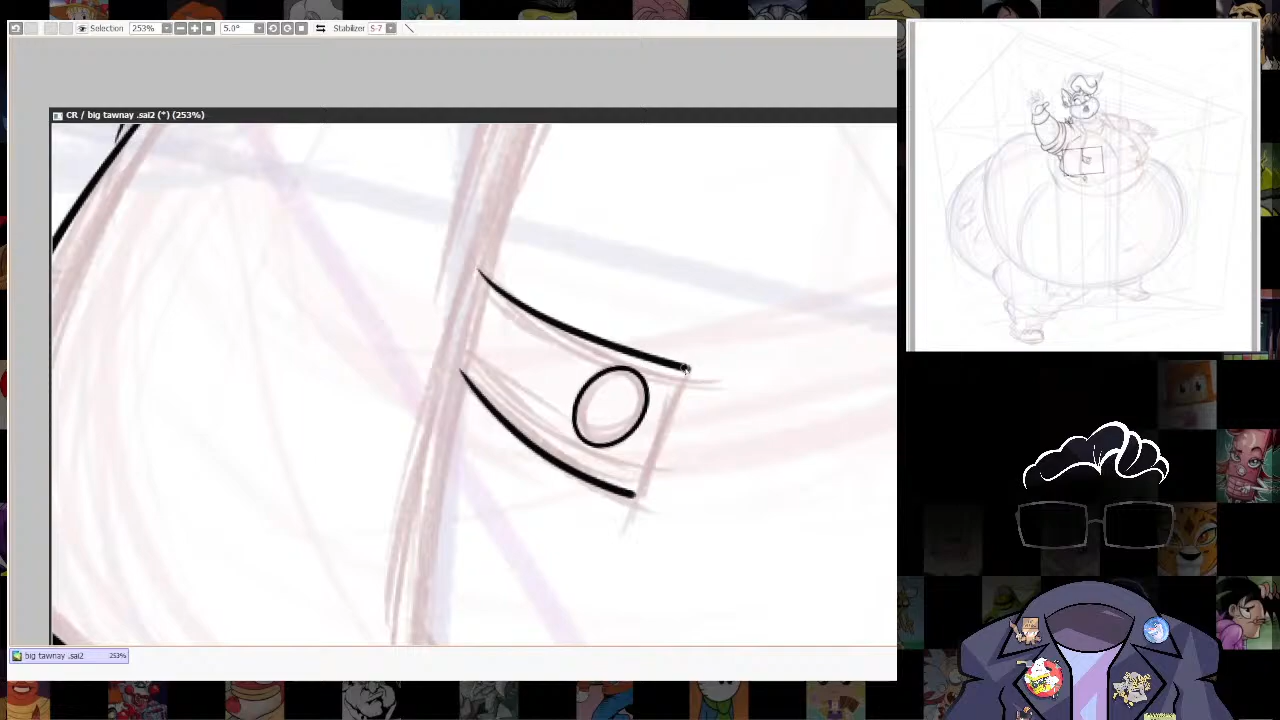 Selection 253% 5.0° Stabilizer S-7
CR / big tawnay .sai2 (*) (253%)
big tawnay .sai2 253%